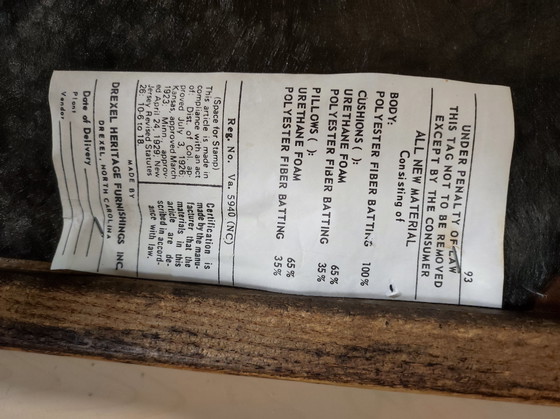 93
UNDER PENALTY OF LAW
THIS TAG NOT TO BE REMOVED
EXCEPT BY THE CONSUMER
ALL NEW MATERIAL
Consisting of
BODY:
POLYESTER FIBER BATTING 100%
CUSHIONS ( ):
URETHANE FOAM 65%
POLYESTER FIBER BATTING 35%
PILLOWS ( ):
URETHANE FOAM 65%
POLYESTER FIBER BATTING 35%
Reg. No. Va. 5940 (NC)
(Space for Stamp)
This article is made in
compliance with an act
of Dist. of Col. ap-
proved July 3, 1926;
Kansas, approved March
1923; Minn. approv-
ed April 24, 1929; New
Jersey Revised Statutes
26: 10-6 to 18.
Certification is
made by the manu-
facturer that the
materials in this
article are de-
scribed in accord-
ance with law.
MADE BY
DREXEL HERITAGE FURNISHINGS INC.
DREXEL, NORTH CAROLINA
Date of Delivery
Plant
Vendor